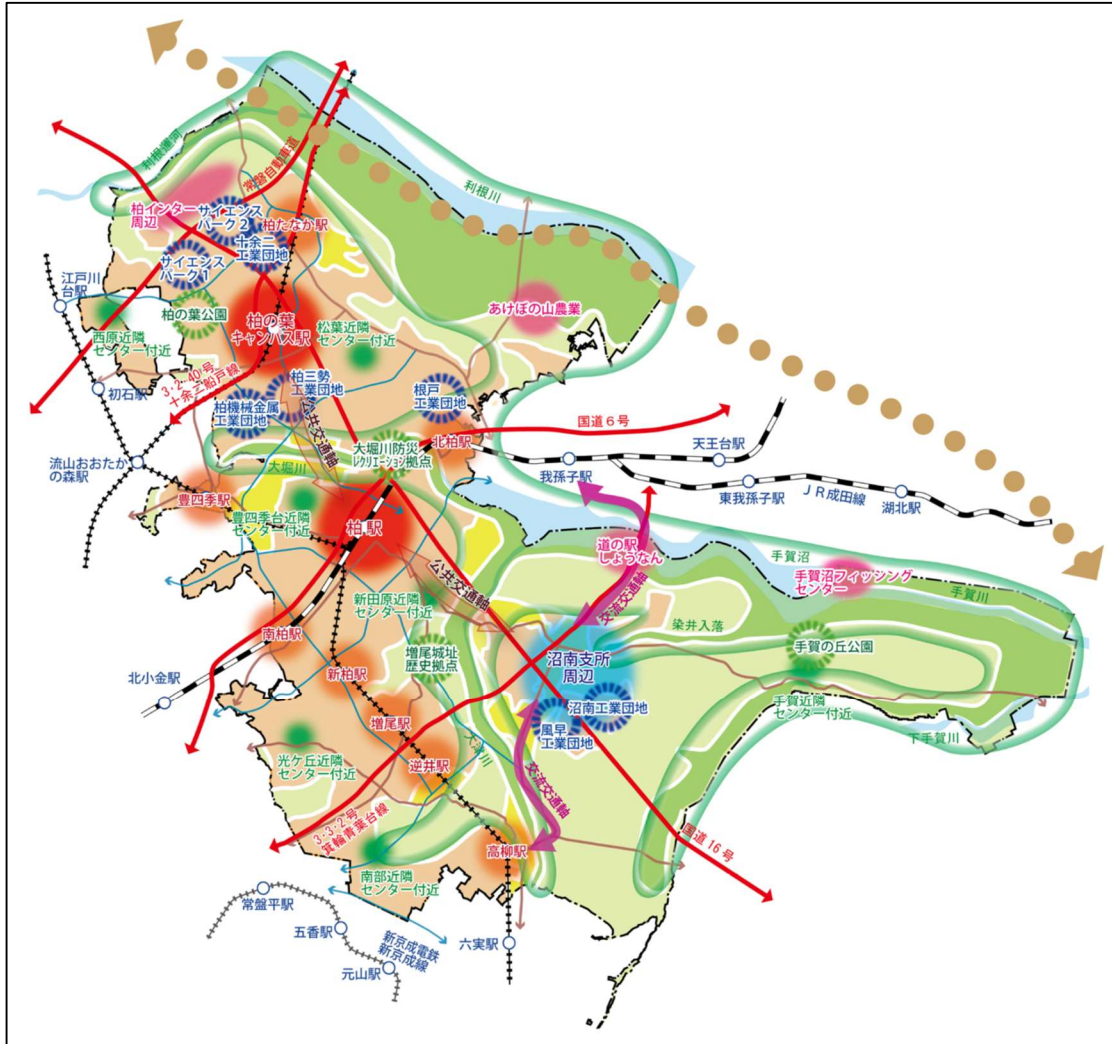 利根運河
常磐自動車道
利根川
柏インター
周辺
サイエンス
パーク2
柏たなか駅
十余二
工業団地
サイエンス
パーク1
江戸川
台駅
柏の葉公園
あけぼの山農業
柏の葉
キャンパス駅
松葉近隣
センター付近
西原近隣
センター付近
3・2・40号
十余二船戸線
初石駅
柏三勢
工業団地
柏機械金属
工業団地
根戸
工業団地
公共交通軸
国道6号
北柏駅
天王台駅
大堀川防災
レクリエーション拠点
流山おおたか
の森駅
大堀川
我孫子駅
東我孫子駅
JR成田線
湖北駅
豊四季駅
豊四季台近隣
センター付近
柏駅
道の駅
しょうなん
手賀沼
手賀沼フィッシング
センター
手賀川
公共交通軸
交流交通軸
新田原近隣
センター付近
染井入落
南柏駅
増尾城址
歴史拠点
手賀の丘公園
沼南支所
周辺
新柏駅
北小金駅
沼南工業団地
手賀近隣
センター付近
増尾駅
風早
工業団地
下手賀川
大津川
光ケ丘近隣
センター付近
逆井駅
交流交通軸
3・3・2号
箕輪青葉台線
国道16号
高柳駅
南部近隣
センター付近
常盤平駅
五香駅
新京成電鉄
新京成線
六実駅
元山駅